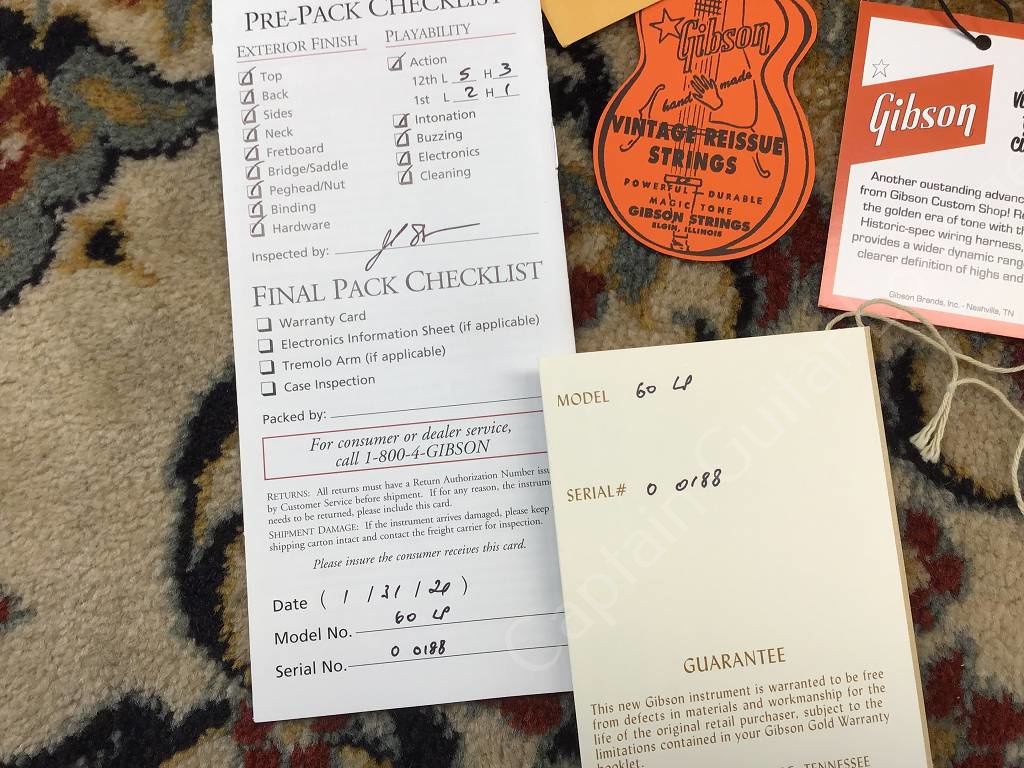 PRE-PACK CHECKLIST
EXTERIOR FINISH
Top
Back
Sides
Neck
Fretboard
Bridge/Saddle
Peghead/Nut
Binding
Hardware
PLAYABILITY
Action
12th L 5 H 3
1st L 2 H 1
Intonation
Buzzing
Electronics
Cleaning
Inspected by:
FINAL PACK CHECKLIST
Warranty Card
Electronics Information Sheet (if applicable)
Tremolo Arm (if applicable)
Case Inspection
Packed by:
For consumer or dealer service,
call 1-800-4-GIBSON
RETURNS: All returns must have a Return Authorization Number
by Customer Service before shipment. If for any reason, the
needs to be returned, please include this card.
SHIPMENT DAMAGE: If the instrument arrives damaged, please keep
shipping carton intact and contact the freight carrier for inspection.
Please insure the consumer receives this card.
Date ( 1 / 31 / 20 )
Model No. 60 LP
Serial No. 0 0188
Gibson
hand made
VINTAGE REISSUE
STRINGS
POWERFUL DURABLE
MAGIC TONE
GIBSON STRINGS
ELGIN, ILLINOIS
Gibson
Another oustanding
from Gibson Custom Shop!
the golden era of tone with
Historic-spec wiring harness,
provides a wider dynamic
clearer definition of highs and
Gibson Brands, Inc. - Nashville, TN
MODEL 60 LP
SERIAL# 0 0188
GUARANTEE
This new Gibson instrument is warranted to be free
from defects in materials and workmanship for the
life of the original retail purchaser, subject to the
limitations contained in your Gibson Gold Warranty
booklet.
TENNESSEE
Captain Guitar